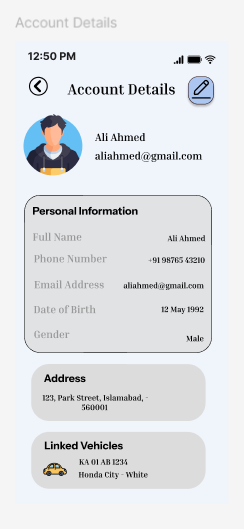 Account Details
12:50 PM
Account Details
Ali Ahmed
aliahmed@gmail.com
Personal Information
Full Name Ali Ahmed
Phone Number +91 98765 43210
Email Address aliahmed@gmail.com
Date of Birth 12 May 1992
Gender Male
Address
123, Park Street, Islamabad, -
560001
Linked Vehicles
KA 01 AB 1234
Honda City - White